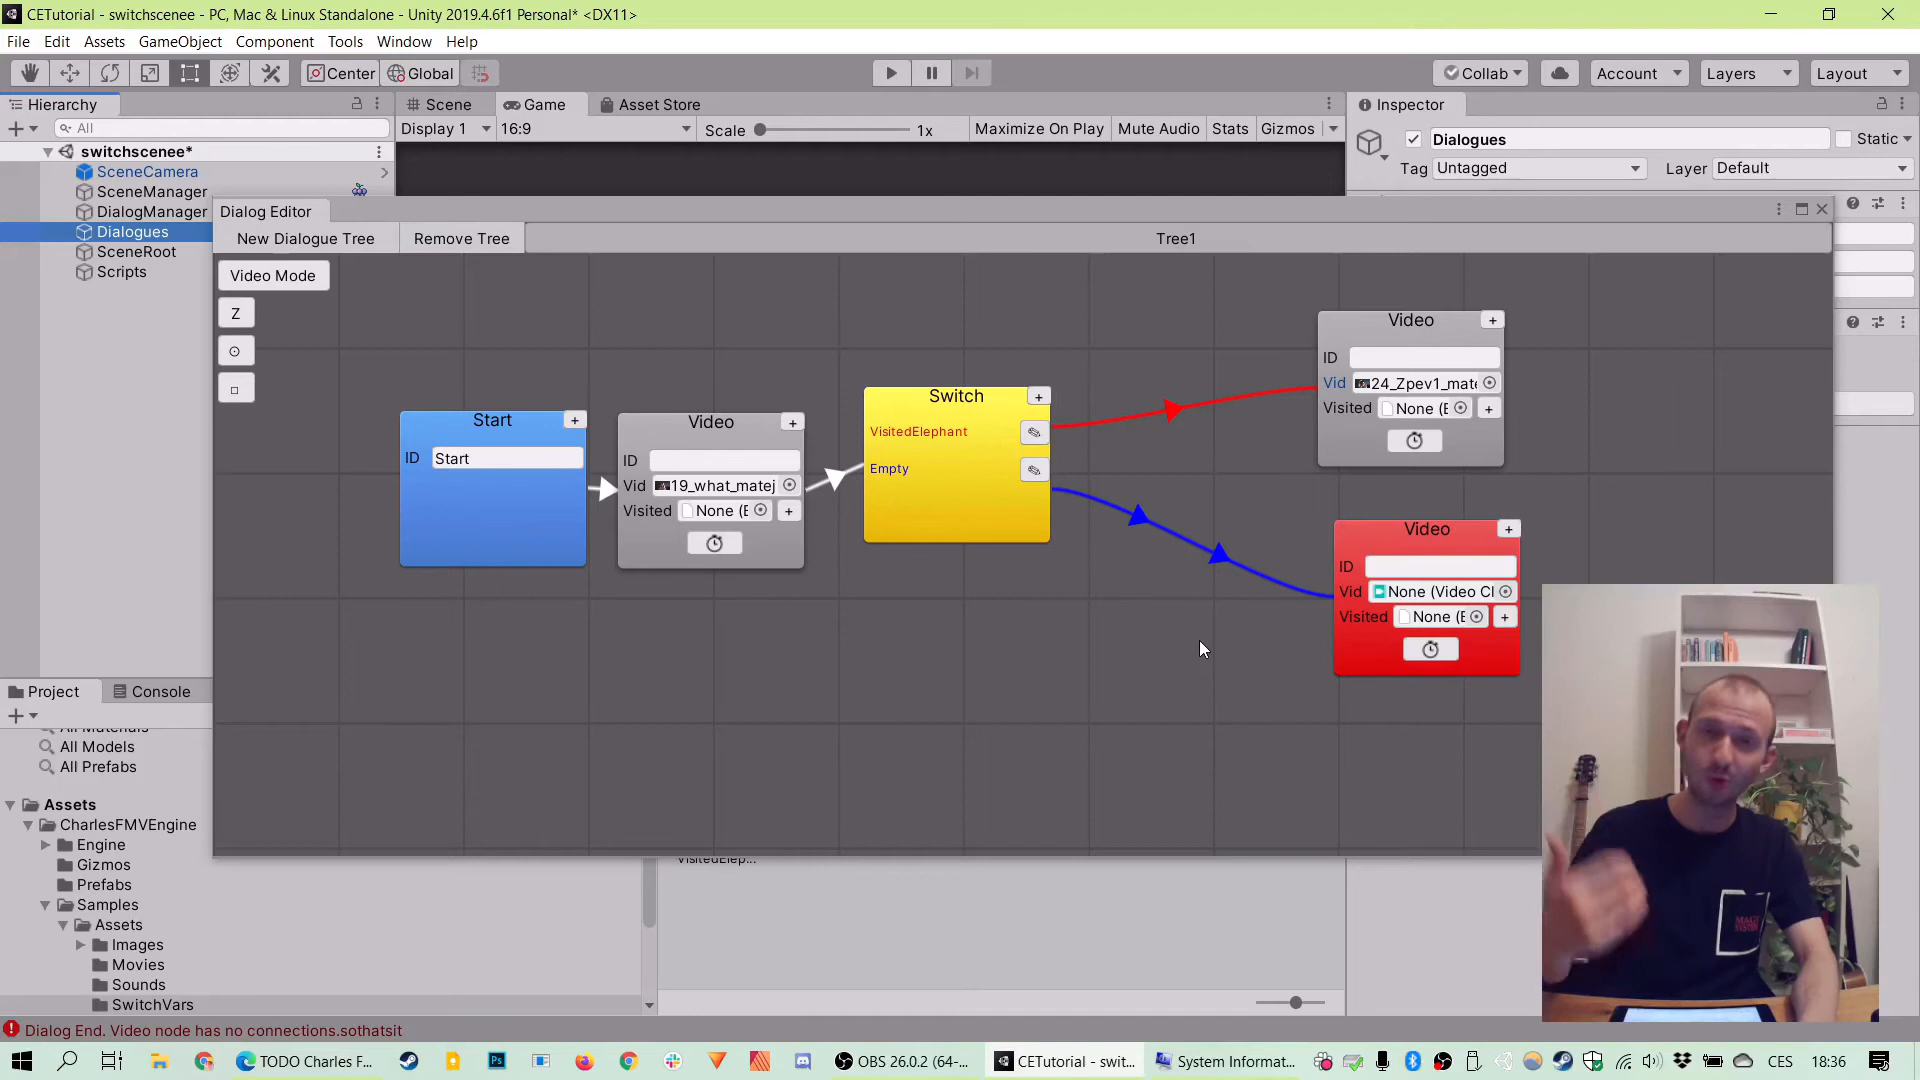 CETutorial - switchscenee - PC, Mac & Linux Standalone - Unity 2019.4.6f1 Personal* <DX11>
File Edit Assets GameObject Component Tools Window Help
Center Global Collab Account Layers Layout
Hierarchy Scene Game Asset Store Inspector
All Display 1 16:9 Scale 1x Maximize On Play Mute Audio Stats Gizmos Dialogues Static
switchscenee*
Tag Untagged Layer Default
SceneCamera
SceneManager
DialogManager
Dialogues
SceneRoot
Scripts
Dialog Editor
New Dialogue Tree Remove Tree Tree1
Video Mode
Z
Start
ID Start
Video
ID
Vid 19_what_matej
Visited None (E
Switch
VisitedElephant
Empty
Video
ID
Vid 24_Zpev1_mate
Visited None (E
Video
ID
Vid None (Video Cl
Visited None (E
Project Console
All Materials
All Models
All Prefabs
Assets
CharlesFMVEngine
Engine
Gizmos
Prefabs
Samples
Assets
Images
Movies
Sounds
SwitchVars
VisitedElep...
Dialog End. Video node has no connections.sothatsit
TODO Charles F... OBS 26.0.2 (64-... CETutorial - swit... System Informat... CES 18:36